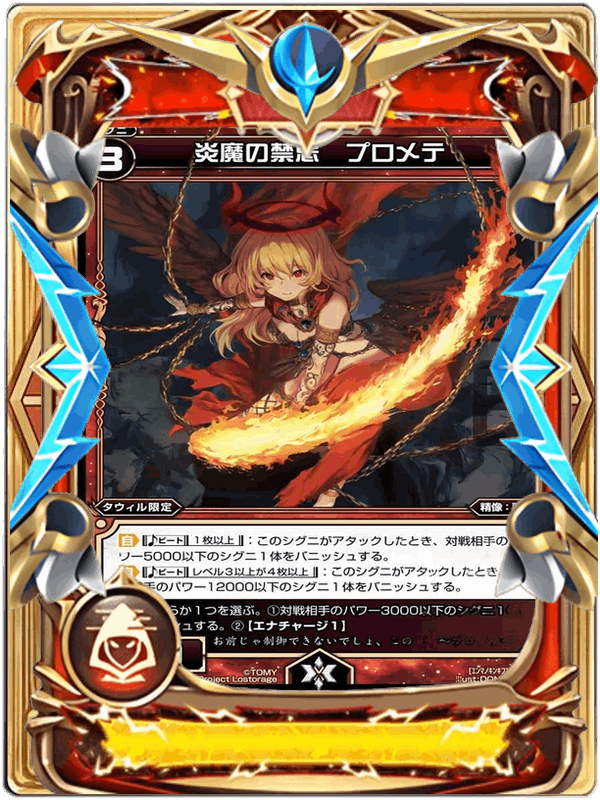 3
炎魔の禁忌 プロメテ
タウィル限定
精像:
自 ♪ビート 1枚以上:このシグニがアタックしたとき、対戦相手の
ワー5000以下のシグニ1体をバニッシュする。
自 ♪ビート レベル3以上が4枚以上:このシグニがアタックしたとき
手のパワー12000以下のシグニ1体をバニッシュする。
らか1つを選ぶ。①対戦相手のパワー3000以下のシグニ1
シュする。②【エナチャージ1】
お前じゃ制御できないでしょ、この
©TOMY
roject Lostorage
Illust:DON